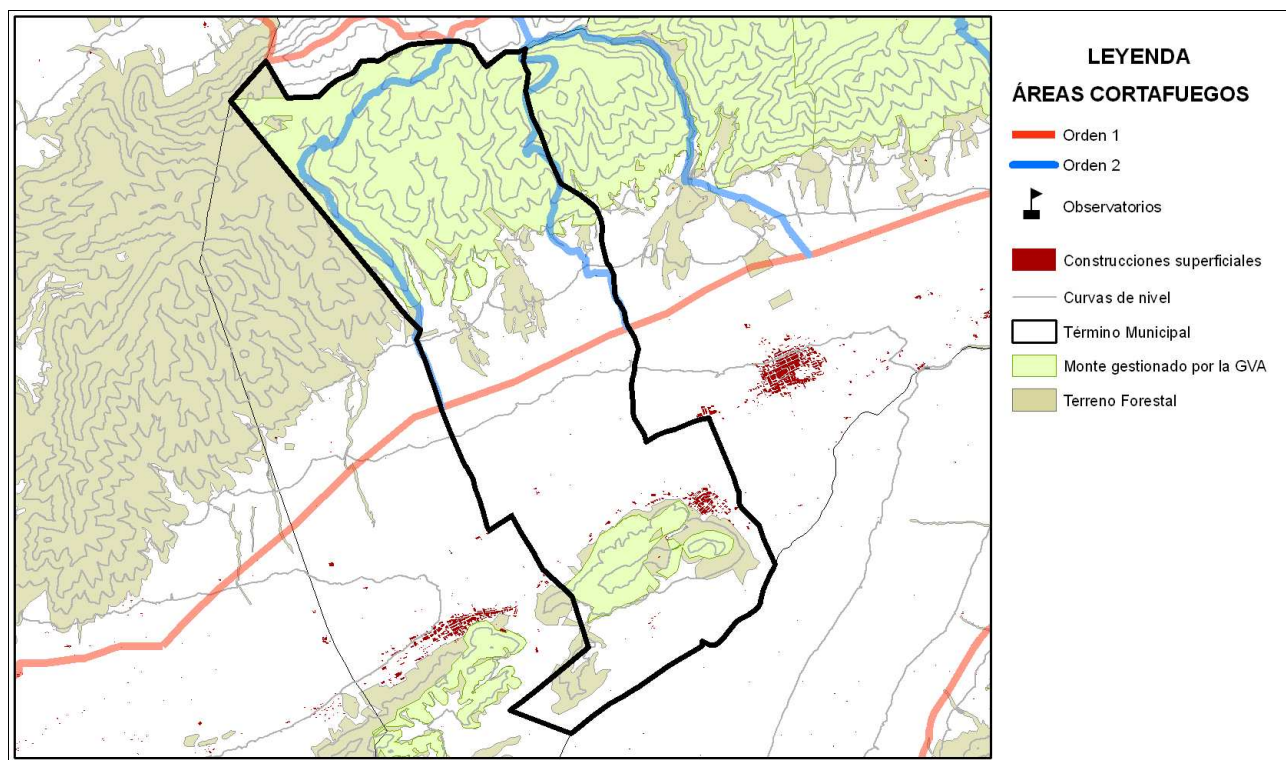 LEYENDA
ÁREAS CORTAFUEGOS
Orden 1
Orden 2
Observatorios
Construcciones superficiales
Curvas de nivel
Término Municipal
Monte gestionado por la GVA
Terreno Forestal